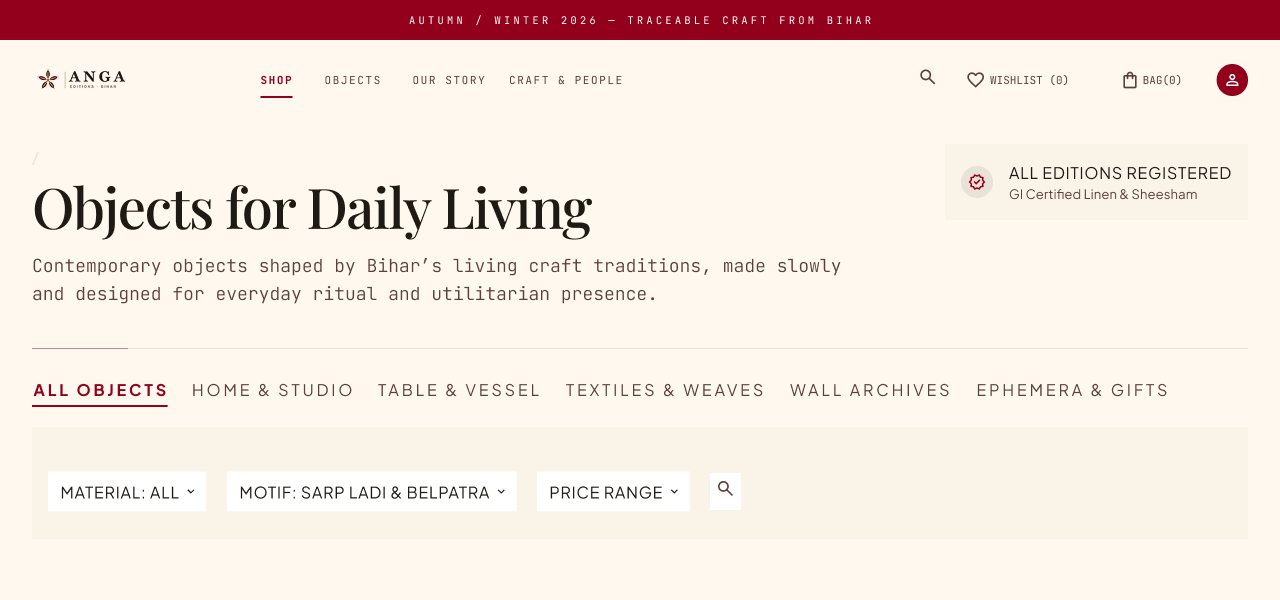 AUTUMN / WINTER 2026 — TRACEABLE CRAFT FROM BIHAR
ANGA
EDITIONS · BIHAR
SHOP
OBJECTS
OUR STORY
CRAFT & PEOPLE
WISHLIST (0)
BAG(0)
/
ALL EDITIONS REGISTERED
GI Certified Linen & Sheesham
Objects for Daily Living
Contemporary objects shaped by Bihar’s living craft traditions, made slowly
and designed for everyday ritual and utilitarian presence.
ALL OBJECTS
HOME & STUDIO
TABLE & VESSEL
TEXTILES & WEAVES
WALL ARCHIVES
EPHEMERA & GIFTS
MATERIAL: ALL
MOTIF: SARP LADI & BELPATRA
PRICE RANGE